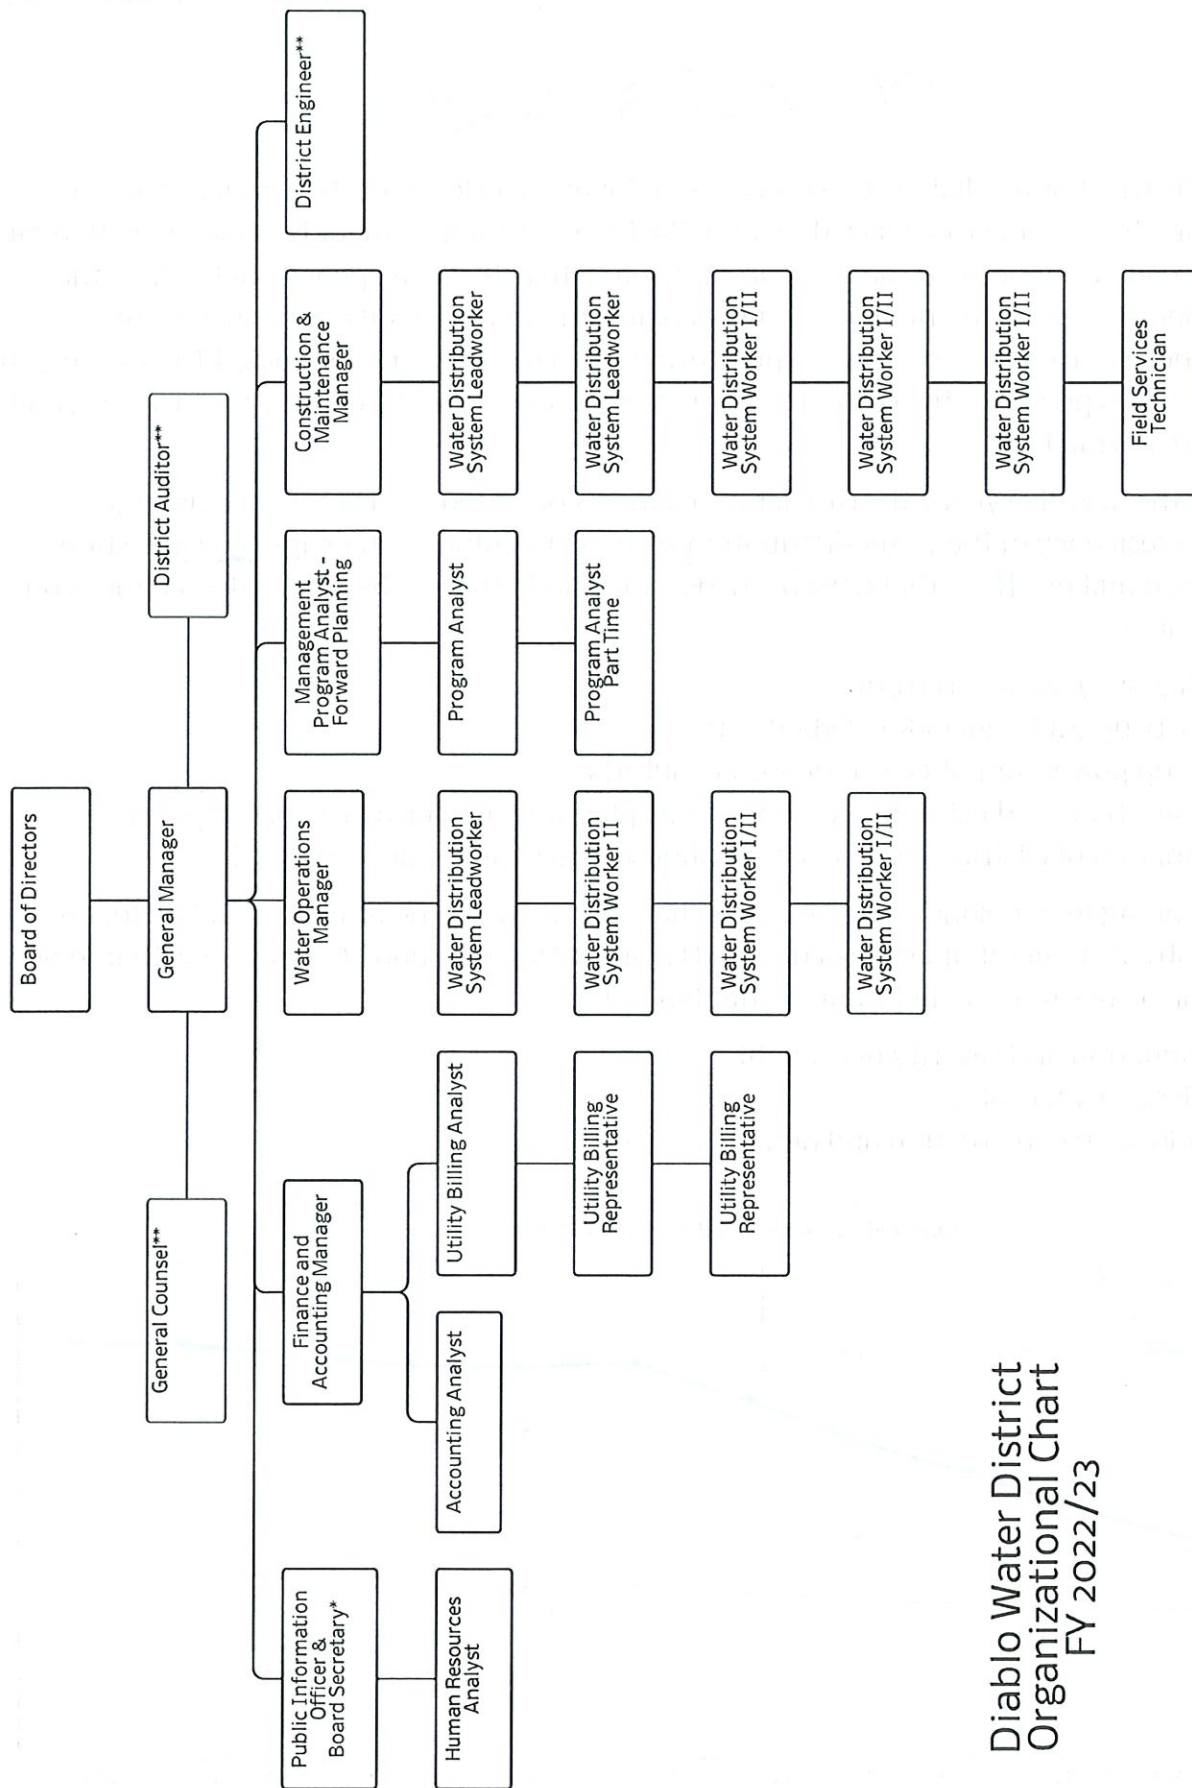 Board of Directors
General Counsel**
General Manager
District Auditor**
Public Information
Officer &
Board Secretary*
Finance and
Accounting Manager
Water Operations
Manager
Management
Program Analyst -
Forward Planning
Construction &
Maintenance
Manager
District Engineer**
Human Resources
Analyst
Accounting Analyst
Utility Billing Analyst
Water Distribution
System Leadworker
Program Analyst
Water Distribution
System Leadworker
Utility Billing
Representative
Water Distribution
System Worker II
Program Analyst
Part Time
Water Distribution
System Leadworker
Utility Billing
Representative
Water Distribution
System Worker I/II
Water Distribution
System Worker I/II
Water Distribution
System Worker I/II
Water Distribution
System Worker I/II
Water Distribution
System Worker I/II
Field Services
Technician
Diablo Water District
Organizational Chart
FY 2022/23